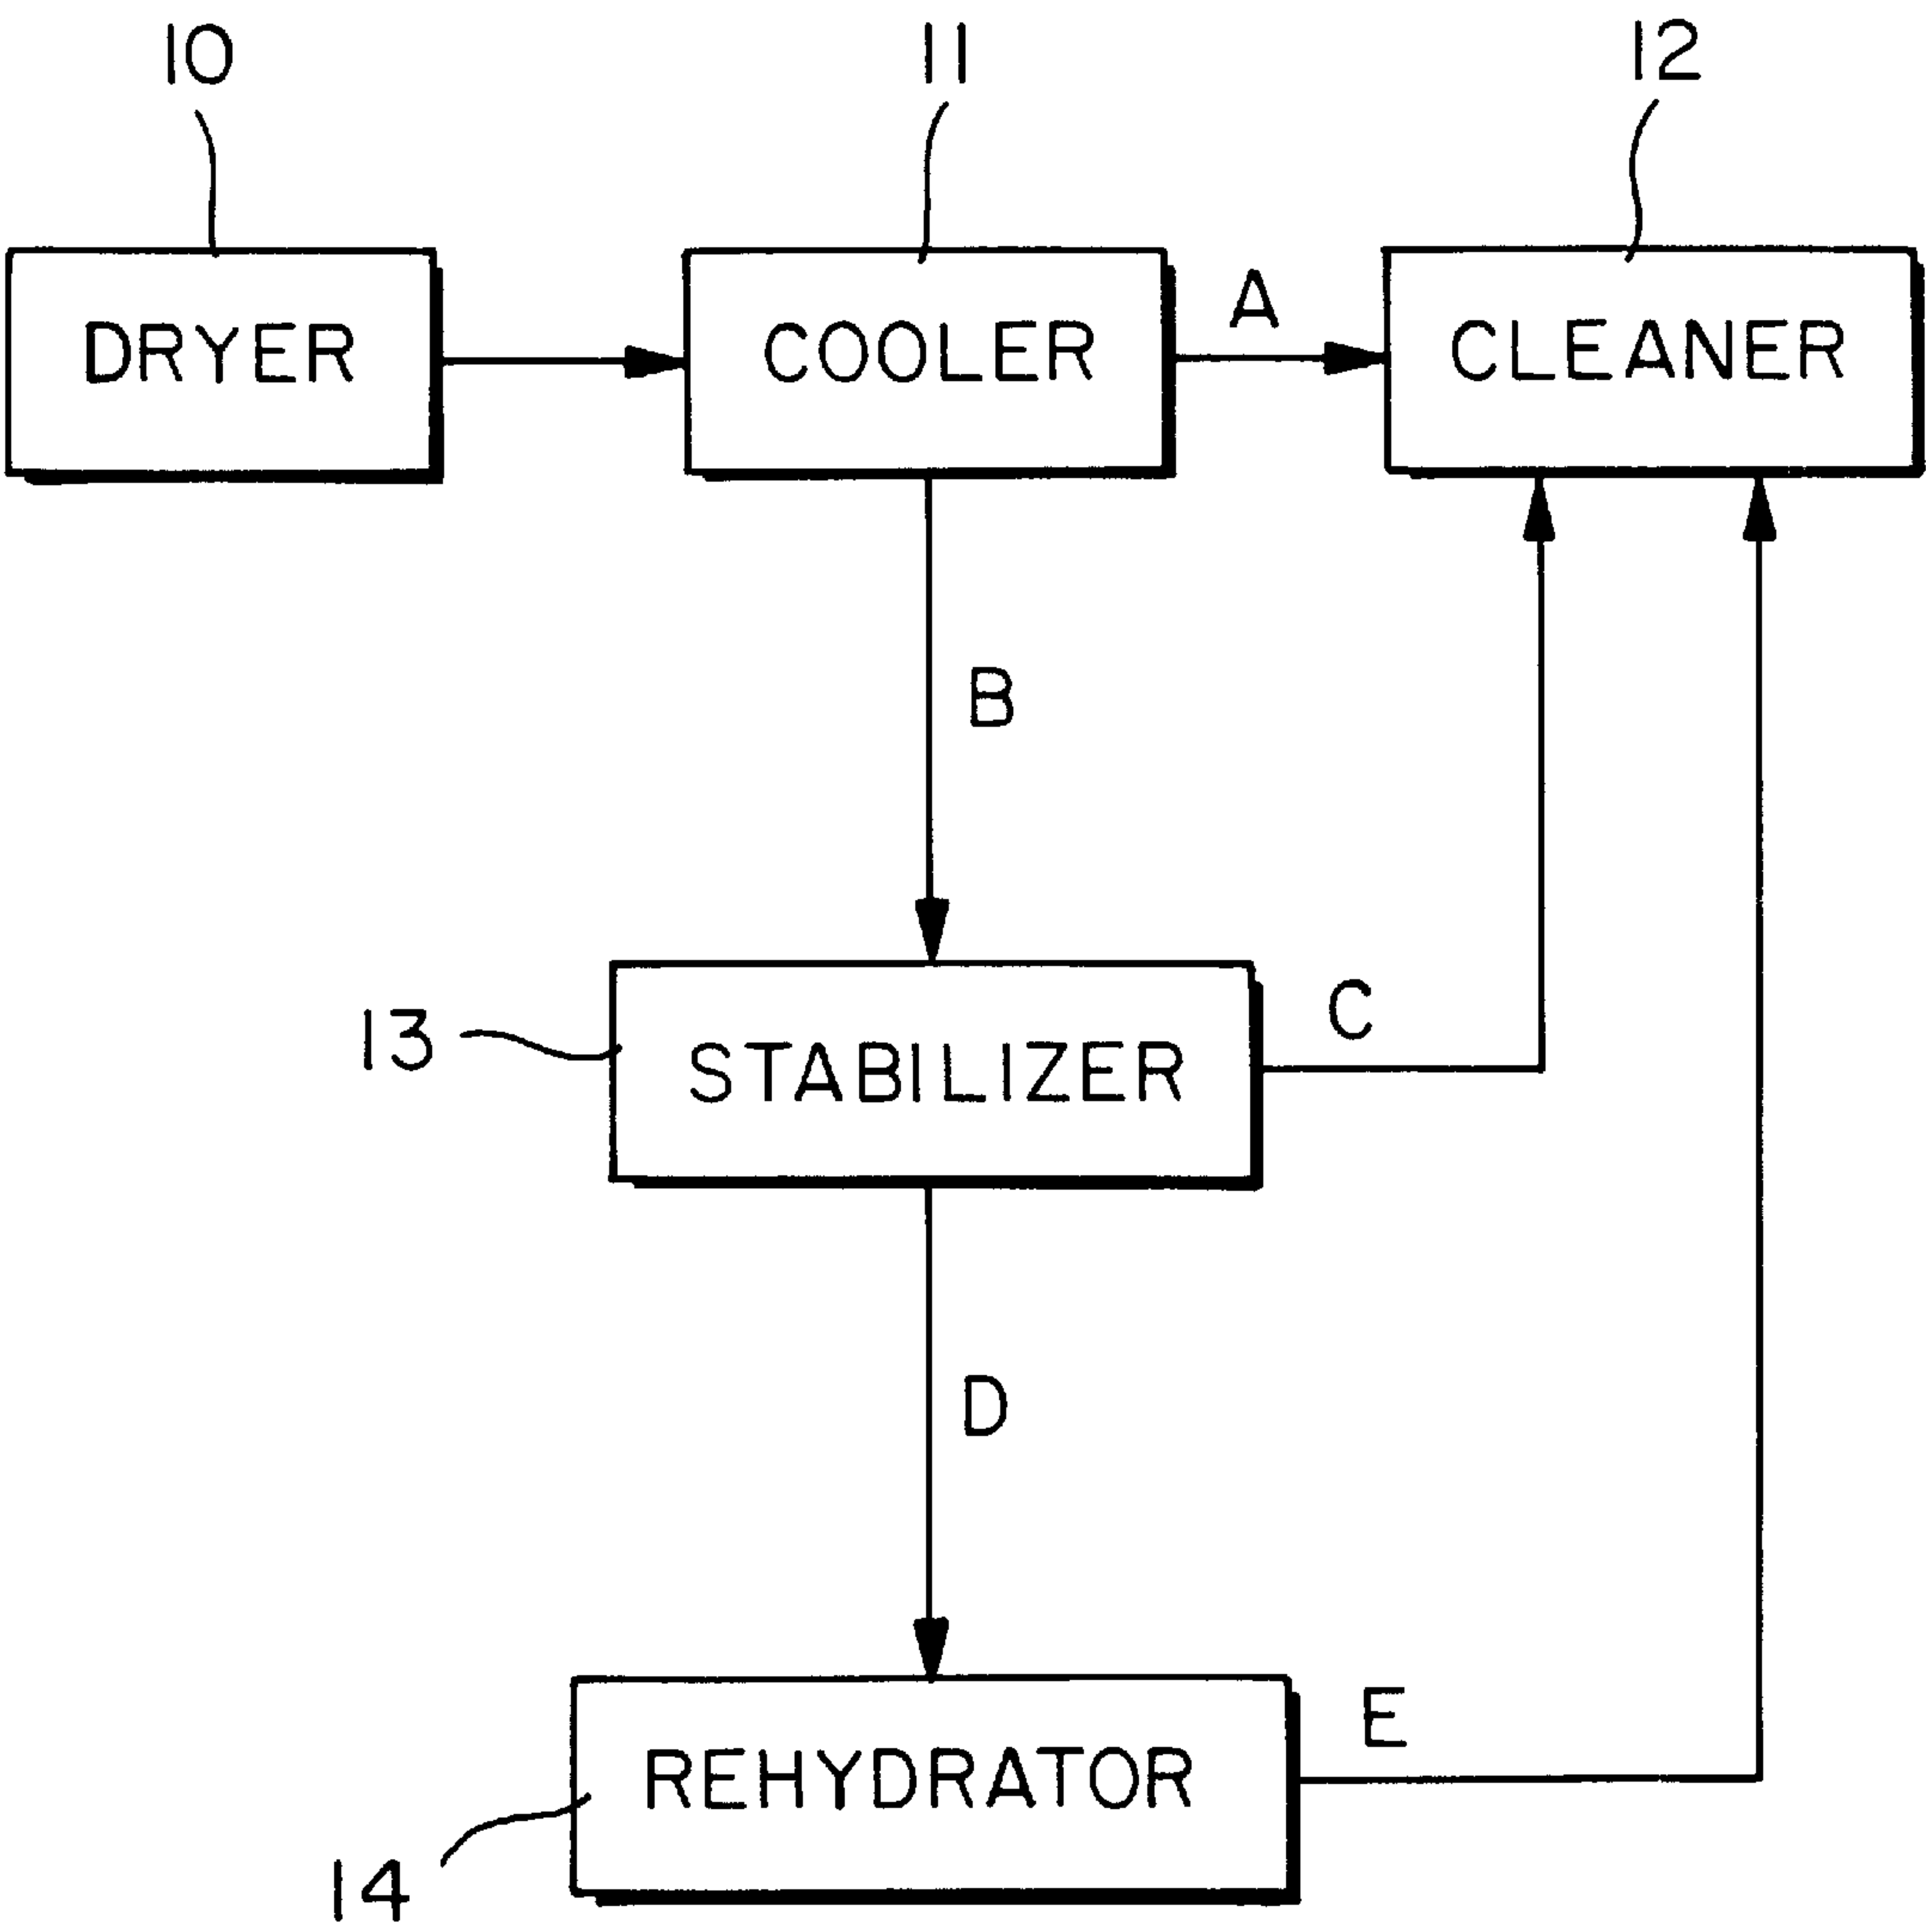 10
11
12
DRYER
COOLER
A
CLEANER
B
13
STABILIZER
C
D
REHYDRATOR
E
14